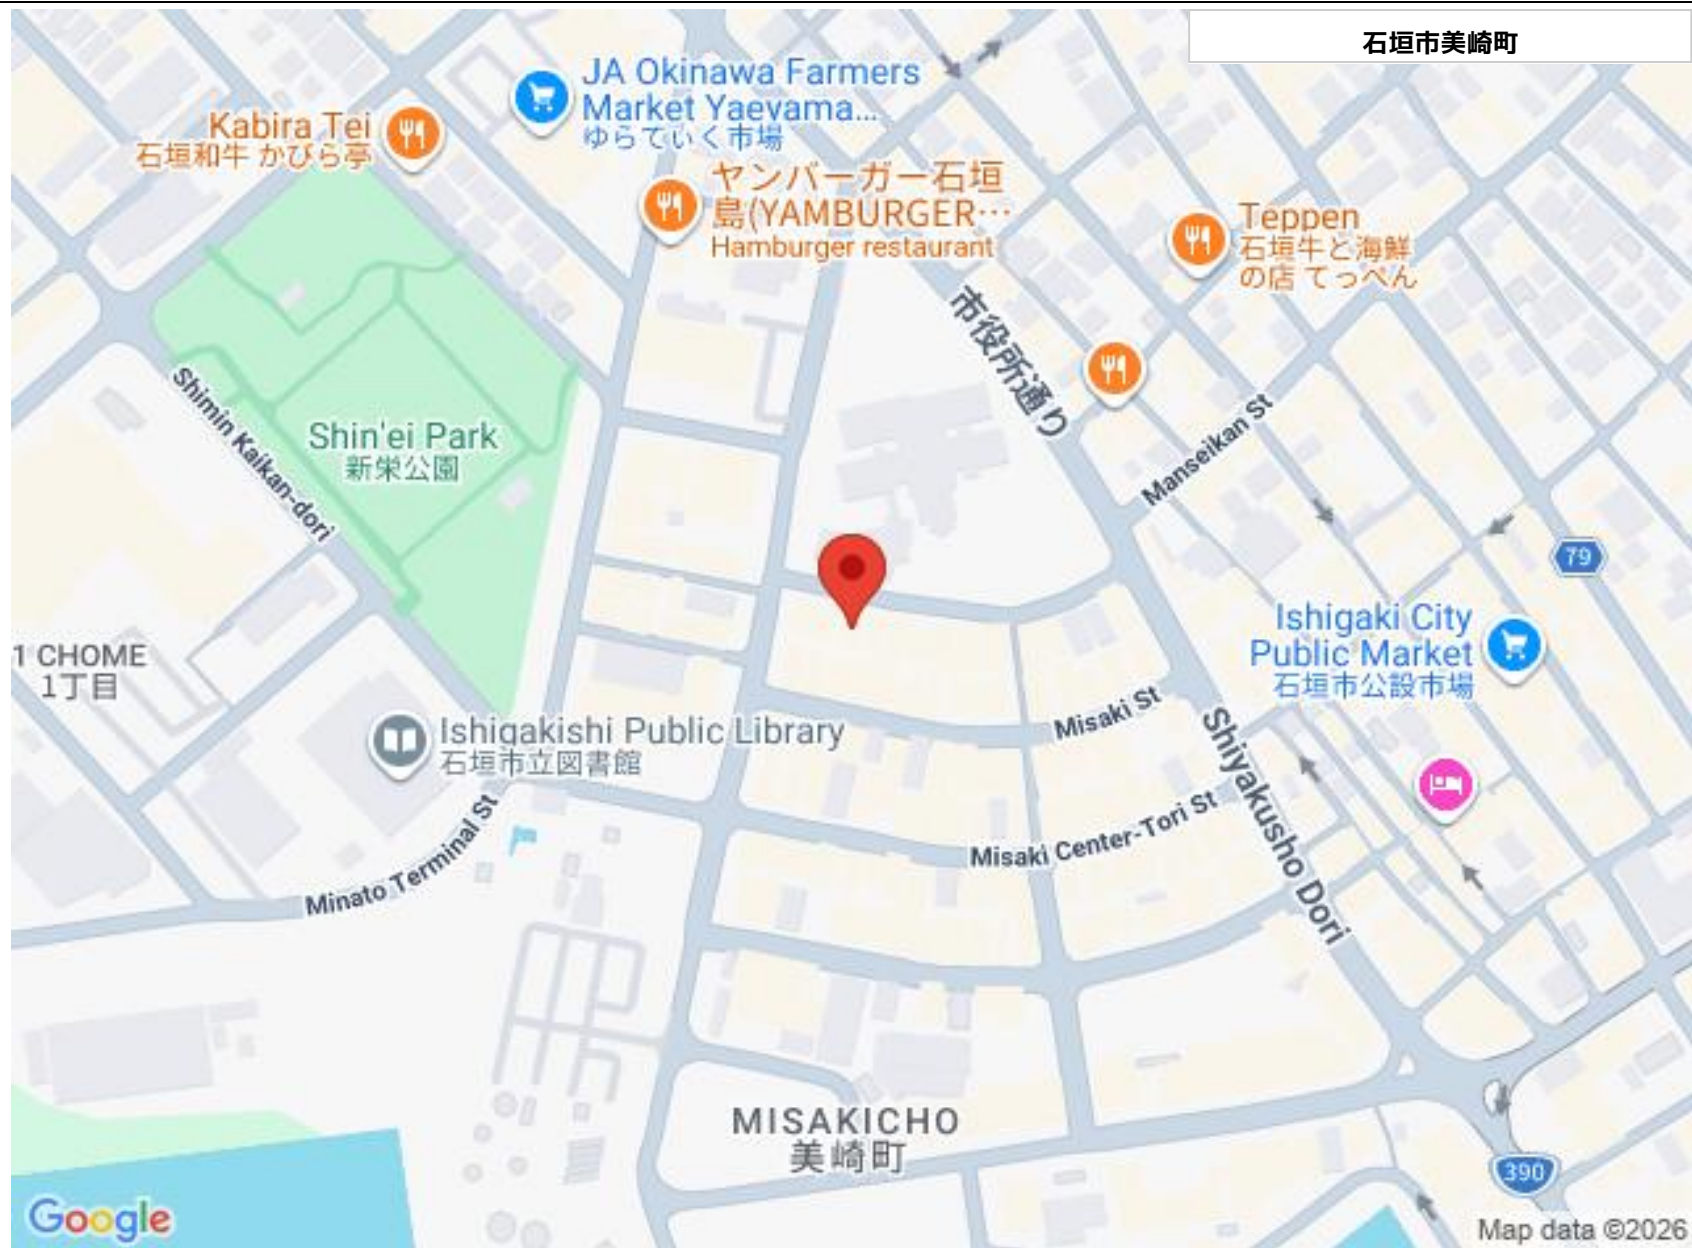 石垣市美崎町
JA Okinawa Farmers
Market Yaeyama...
ゆらていく市場
Kabira Tei
石垣和牛 かびら亭
ヤンバーガー石垣
島(YAMBURGER…
Hamburger restaurant
Teppen
石垣牛と海鮮
の店 てっぺん
市役所通り
Shimin Kaikan-dori
Shin'ei Park
新栄公園
Manseikan St
79
Ishigaki City
Public Market
石垣市公設市場
1 CHOME
1丁目
Misaki St
Ishigakishi Public Library
石垣市立図書館
Shiyakusho Dori
Misaki Center-Tori St
Minato Terminal St
MISAKICHO
美崎町
390
Google
Map data ©2026